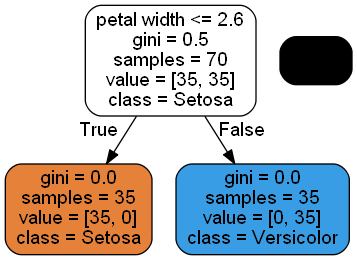 petal width <= 2.6
gini = 0.5
samples = 70
value = [35, 35]
class = Setosa
True
False
gini = 0.0
samples = 35
value = [35, 0]
class = Setosa
gini = 0.0
samples = 35
value = [0, 35]
class = Versicolor